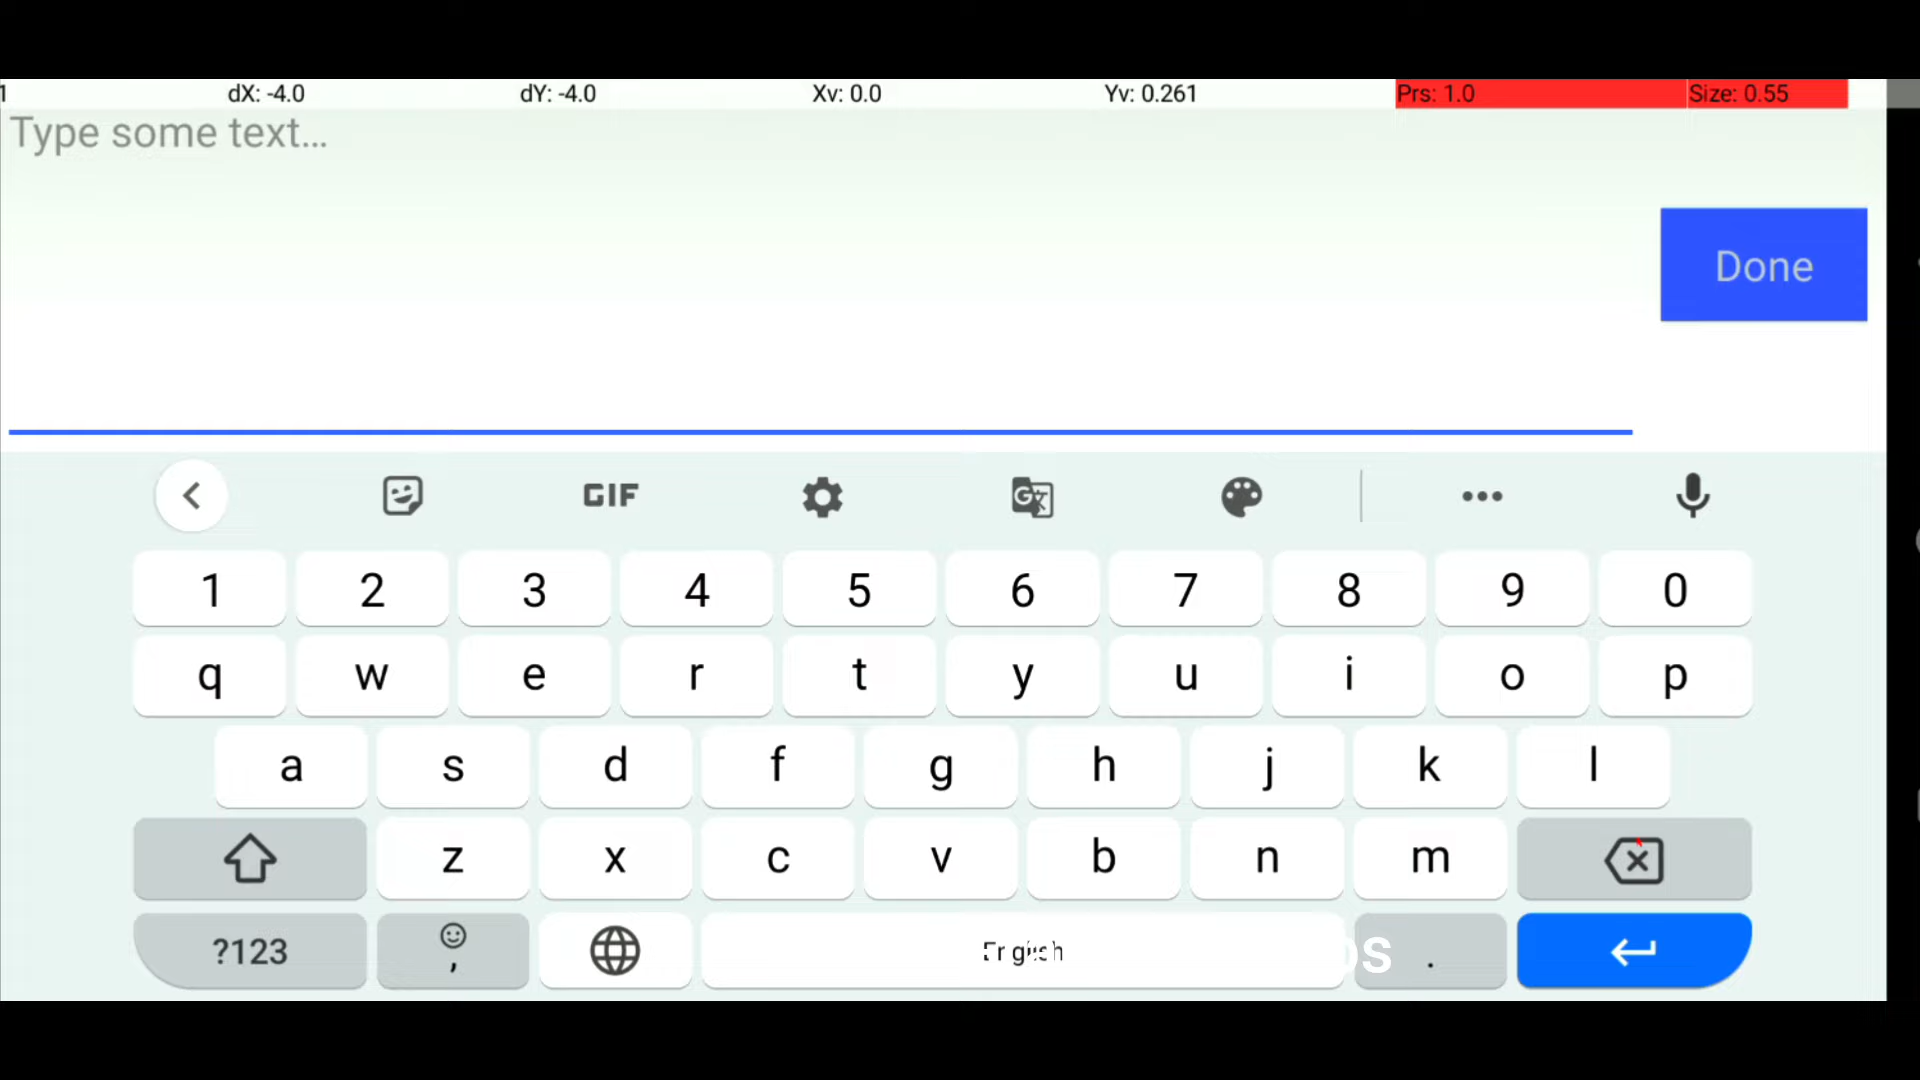 dX: -4.0 dY: -4.0 Xv: 0.0 Yv: 0.261 Prs: 1.0 Size: 0.55
Type some text...
Done
GIF G
1 2 3 4 5 6 7 8 9 0
q w e r t y u i o p
a s d f g h j k l
z x c v b n m
?123 , English .